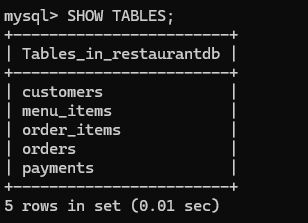 mysql> SHOW TABLES;
+------------------------+
| Tables_in_restaurantdb |
+------------------------+
| customers              |
| menu_items             |
| order_items            |
| orders                 |
| payments               |
+------------------------+
5 rows in set (0.01 sec)